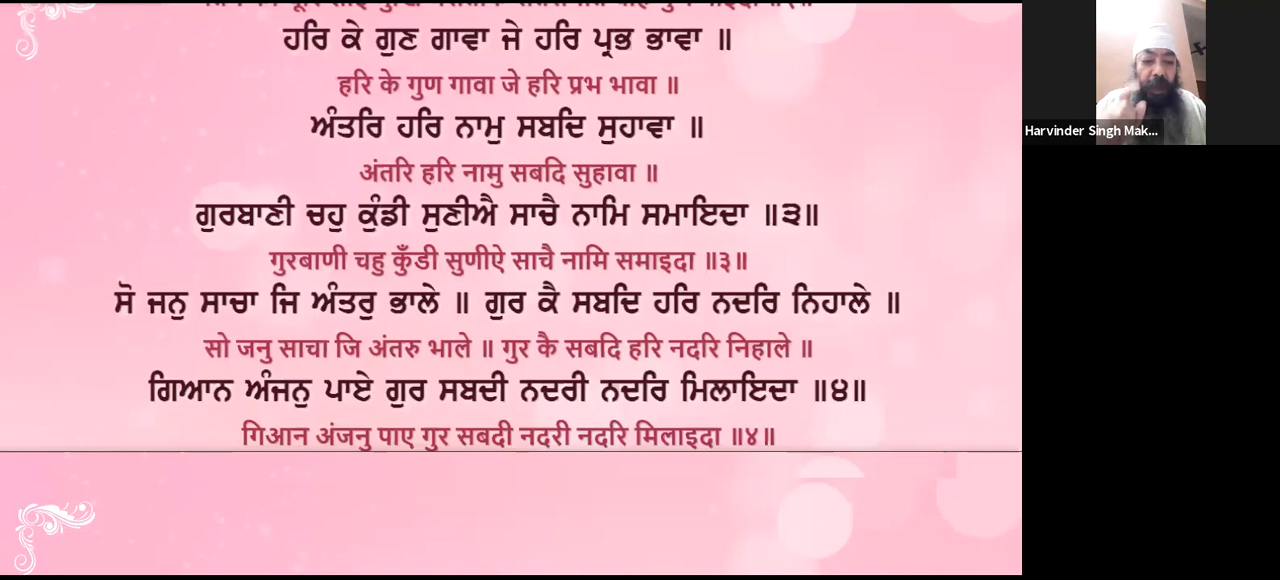 ਹਰਿ ਕੇ ਗੁਣ ਗਾਵਾ ਜੇ ਹਰਿ ਪ੍ਰਭ ਭਾਵਾ ॥
हरि के गुण गावा जे हरि प्रभ भावा ॥
ਅੰਤਰਿ ਹਰਿ ਨਾਮੁ ਸਬਦਿ ਸੁਹਾਵਾ ॥
अंतरि हरि नामु सबदि सुहावा ॥
ਗੁਰਬਾਣੀ ਚਹੁ ਕੁੰਡੀ ਸੁਣੀਐ ਸਾਚੈ ਨਾਮਿ ਸਮਾਇਦਾ ॥੩॥
गुरबाणी चहु कुँडी सुणीऐ साचै नामि समाइदा ॥३॥
ਸੋ ਜਨੁ ਸਾਚਾ ਜਿ ਅੰਤਰੁ ਭਾਲੇ ॥ ਗੁਰ ਕੈ ਸਬਦਿ ਹਰਿ ਨਦਰਿ ਨਿਹਾਲੇ ॥
सो जनु साचा जि अंतरु भाले ॥ गुर कै सबदि हरि नदरि निहाले ॥
ਗਿਆਨ ਅੰਜਨੁ ਪਾਏ ਗੁਰ ਸਬਦੀ ਨਦਰੀ ਨਦਰਿ ਮਿਲਾਇਦਾ ॥੪॥
गिआन अंजनु पाए गुर सबदी नदरी नदरि मिलाइदा ॥४॥
Harvinder Singh Mak...